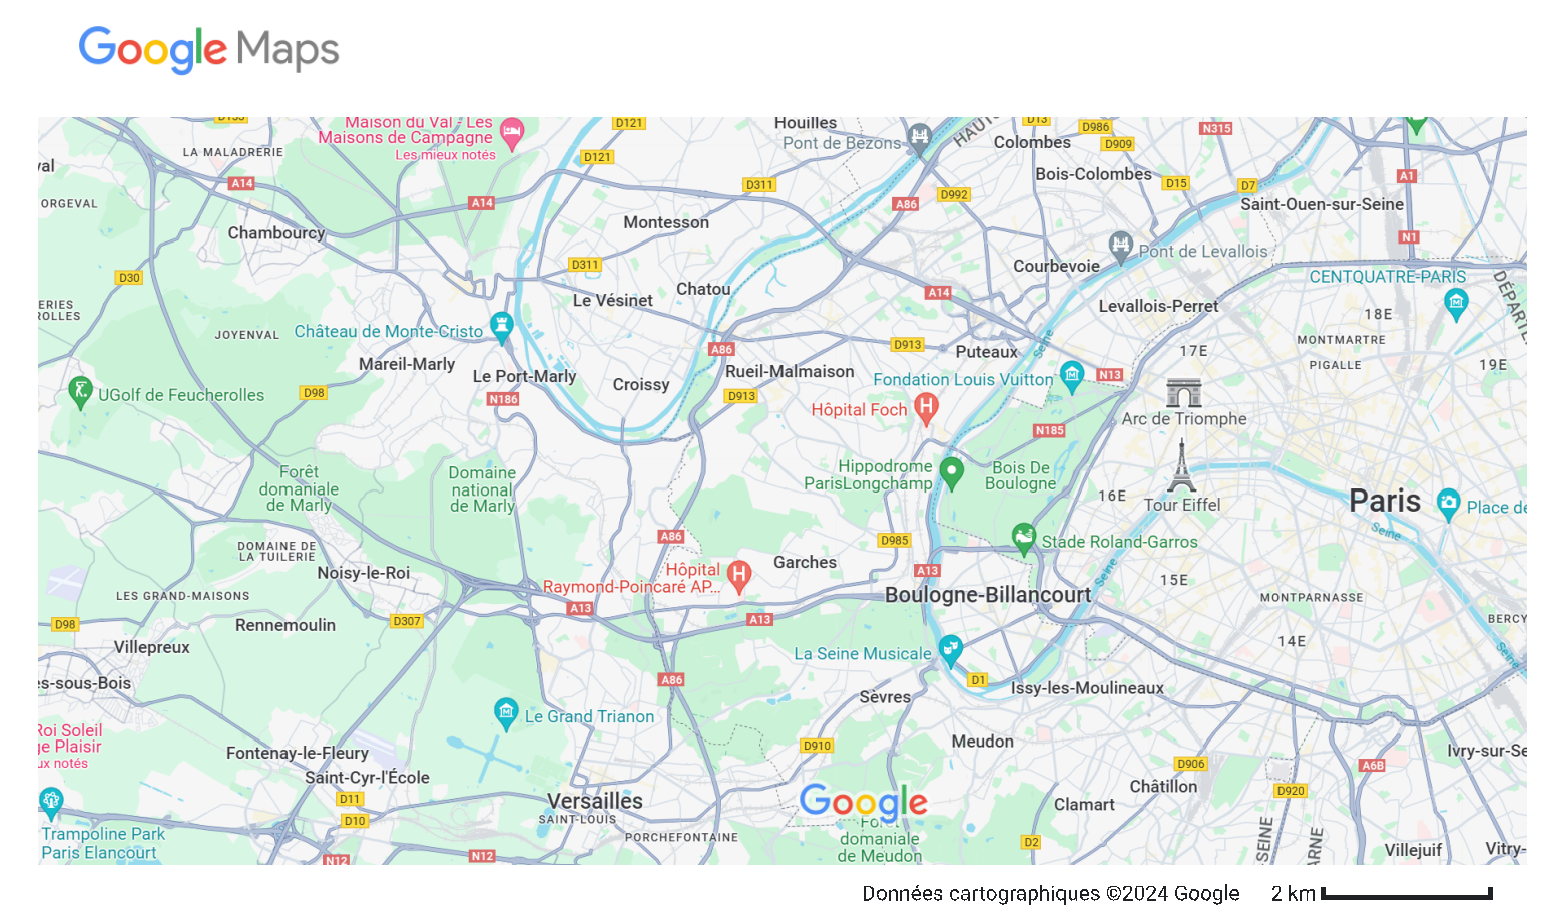 Google Maps
D153
Maison du Val - Les
Maisons de Campagne
Les mieux notés
D121
Houilles
D13
D986
N315
HAUTS
Pont de Bezons
Colombes
D909
LA MALADRERIE
D121
val
A14
D311
Bois-Colombes
D15
D7
A1
ORGEVAL
A14
A86
D992
Saint-Ouen-sur-Seine
Chambourcy
Montesson
N1
Pont de Levallois
D30
D311
Courbevoie
CENTQUATRE-PARIS
Chatou
A14
Le Vésinet
Levallois-Perret
ERIES
ROLLES
18E
DÉPARTE
JOYENVAL
Château de Monte-Cristo
Seine
MONTMARTRE
A86
D913
Puteaux
17E
Mareil-Marly
Le Port-Marly
Croissy
Rueil-Malmaison
Fondation Louis Vuitton
N13
PIGALLE
19E
UGolf de Feucherolles
D98
N186
D913
Hôpital Foch
Arc de Triomphe
N185
Forêt
domaniale
de Marly
Domaine
national
de Marly
Hippodrome
ParisLongchamp
Bois De
Boulogne
16E
Tour Eiffel
Paris
Place de
Seine
A86
D985
Stade Roland-Garros
DOMAINE DE
LA TUILERIE
Noisy-le-Roi
Hôpital
Raymond-Poincaré AP...
Garches
A13
Seine
15E
LES GRAND-MAISONS
A13
Boulogne-Billancourt
MONTPARNASSE
D98
Rennemoulin
D307
A13
BERCY
Villepreux
La Seine Musicale
14E
Seine
es-sous-Bois
A86
D1
Issy-les-Moulineaux
Sèvres
Roi Soleil
ge Plaisir
ux notés
Le Grand Trianon
Fontenay-le-Fleury
D910
Meudon
Ivry-sur-Se
Saint-Cyr-l'École
D906
A6B
D11
Versailles
Google
Clamart
Châtillon
D920
D10
SAINT-LOUIS
Trampoline Park
Paris Elancourt
PORCHEFONTAINE
Forêt
domaniale
de Meudon
D2
SEINE
ARNE
Villejuif
Vitry-
N12
N12
Données cartographiques ©2024 Google 2 km